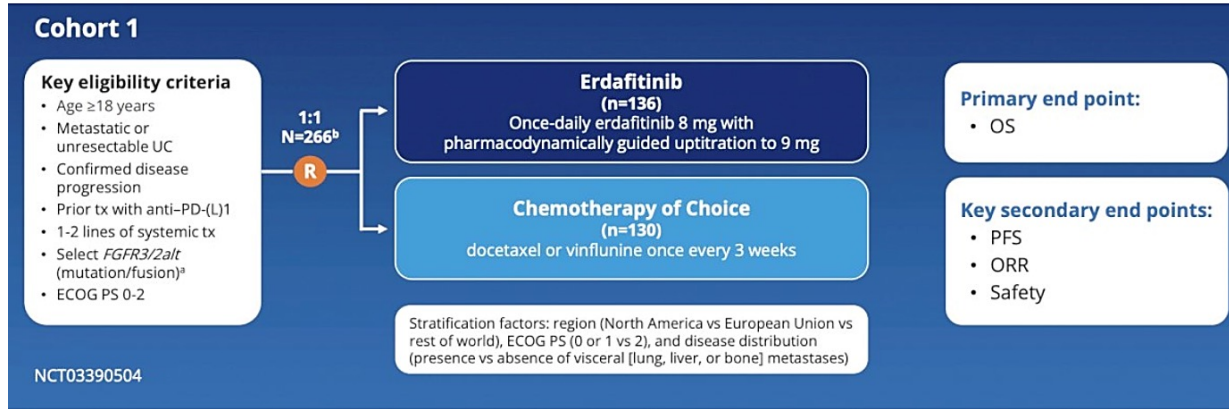 Cohort 1
Key eligibility criteria
• Age ≥18 years
• Metastatic or
unresectable UC
• Confirmed disease
progression
• Prior tx with anti–PD-(L)1
• 1-2 lines of systemic tx
• Select FGFR3/2alt
(mutation/fusion)ᵃ
• ECOG PS 0-2
1:1
N=266ᵇ
R
Erdafitinib
(n=136)
Once-daily erdafitinib 8 mg with
pharmacodynamically guided uptitration to 9 mg
Chemotherapy of Choice
(n=130)
docetaxel or vinflunine once every 3 weeks
Stratification factors: region (North America vs European Union vs
rest of world), ECOG PS (0 or 1 vs 2), and disease distribution
(presence vs absence of visceral [lung, liver, or bone] metastases)
Primary end point:
• OS
Key secondary end points:
• PFS
• ORR
• Safety
NCT03390504